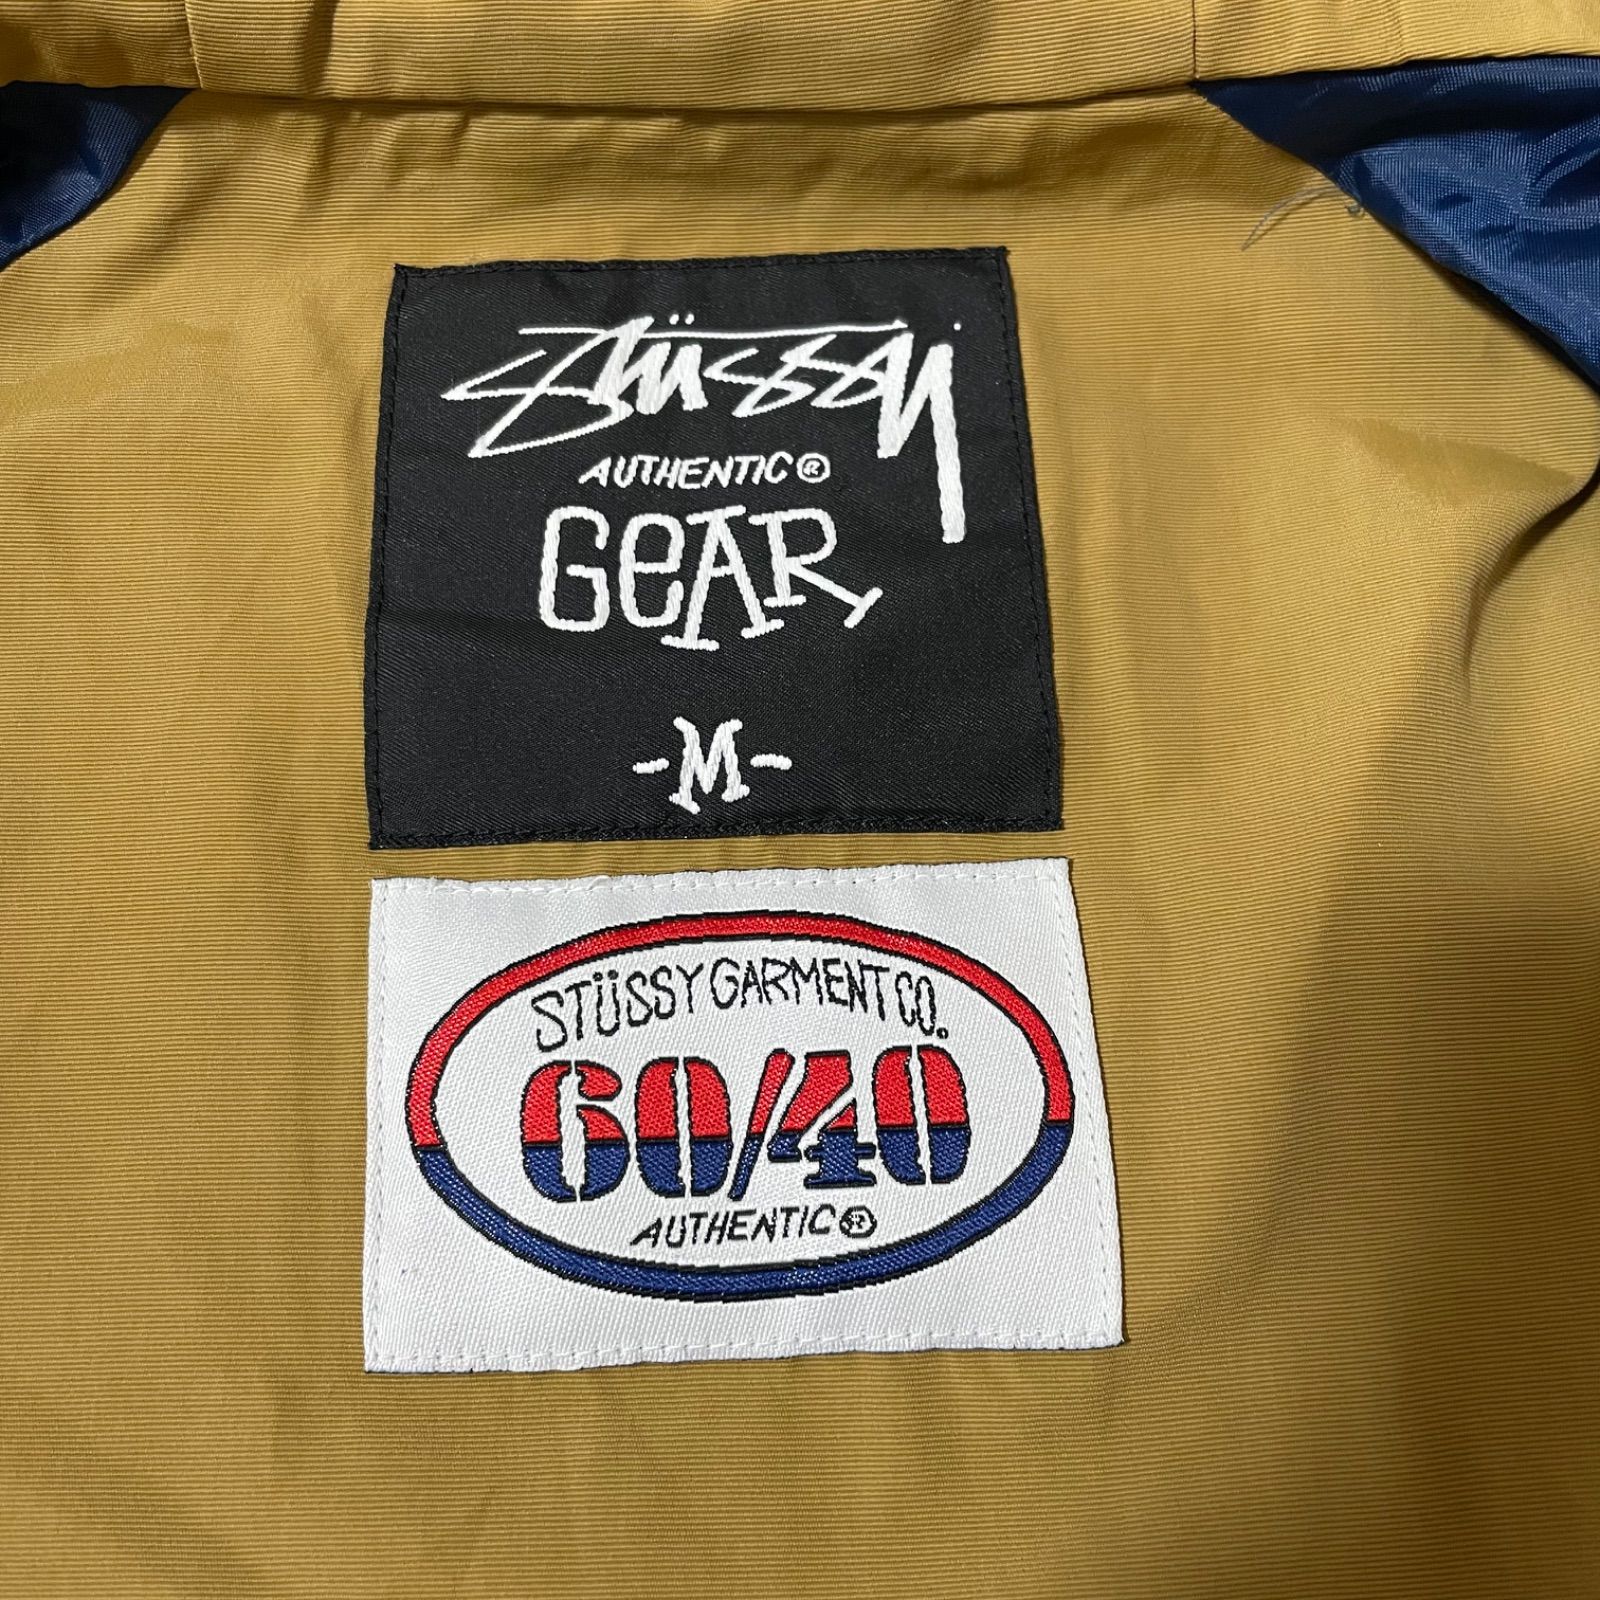 Stüssy
AUTHENTIC®
GeAR
-M-
STÜSSY GARMENT CO.
60/40
AUTHENTIC®